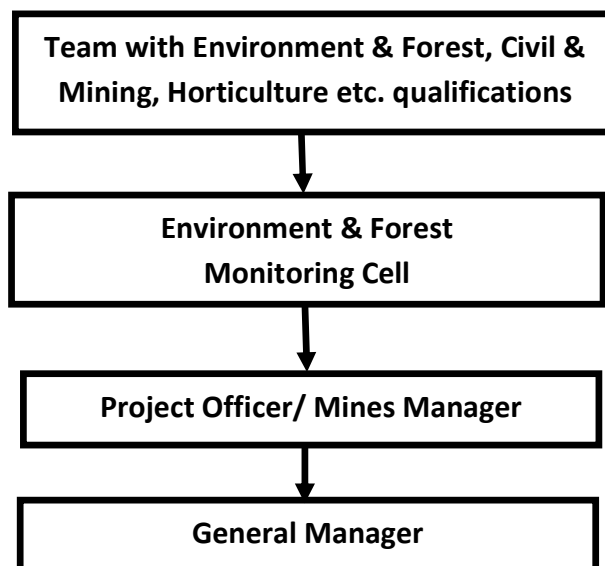 Team with Environment & Forest, Civil &
Mining, Horticulture etc. qualifications
Environment & Forest
Monitoring Cell
Project Officer/ Mines Manager
General Manager